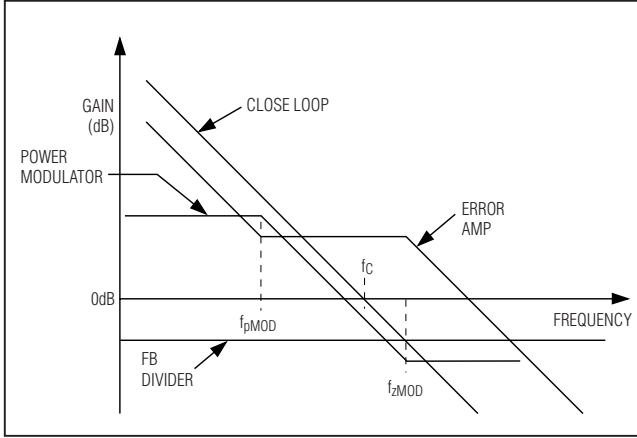 GAIN
(dB)
CLOSE LOOP
POWER
MODULATOR
ERROR
AMP
fC
0dB
fpMOD
FREQUENCY
FB
DIVIDER
fzMOD